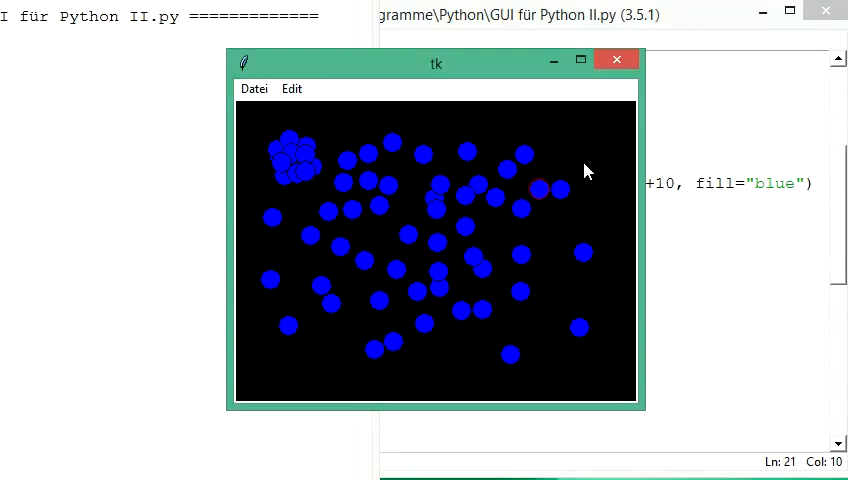 I für Python II.py =============
gramme\Python\GUI für Python II.py (3.5.1)
tk
Datei Edit
+10, fill="blue")
Ln: 21 Col: 10